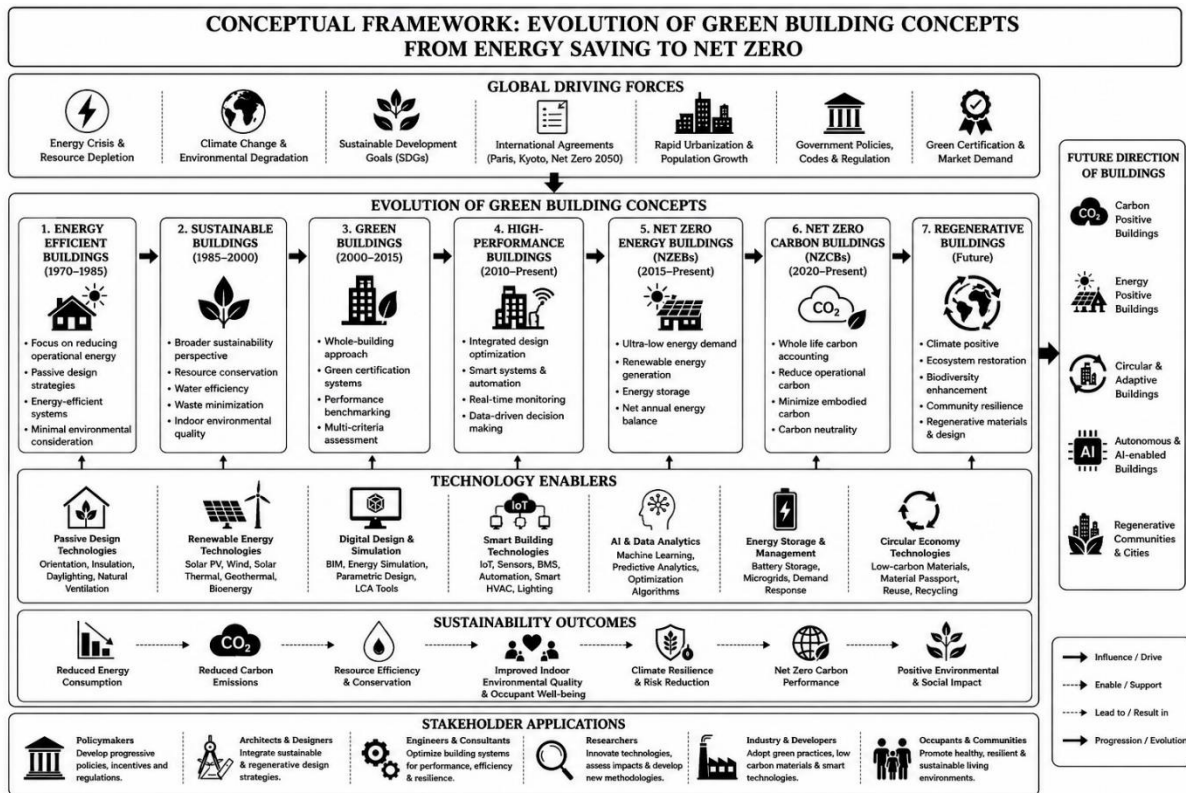 CONCEPTUAL FRAMEWORK: EVOLUTION OF GREEN BUILDING CONCEPTS
FROM ENERGY SAVING TO NET ZERO
GLOBAL DRIVING FORCES
Energy Crisis &
Resource Depletion
Climate Change &
Environmental Degradation
Sustainable Development
Goals (SDGs)
International Agreements
(Paris, Kyoto, Net Zero 2050)
Rapid Urbanization &
Population Growth
Government Policies,
Codes & Regulation
Green Certification &
Market Demand
EVOLUTION OF GREEN BUILDING CONCEPTS
1. ENERGY
EFFICIENT
BUILDINGS
(1970–1985)
• Focus on reducing
operational energy
• Passive design
strategies
• Energy-efficient
systems
• Minimal environmental
consideration
2. SUSTAINABLE
BUILDINGS
(1985–2000)
• Broader sustainability
perspective
• Resource conservation
• Water efficiency
• Waste minimization
• Indoor environmental
quality
3. GREEN
BUILDINGS
(2000–2015)
• Whole-building
approach
• Green certification
systems
• Performance
benchmarking
• Multi-criteria
assessment
4. HIGH-
PERFORMANCE
BUILDINGS
(2010–Present)
• Integrated design
optimization
• Smart systems &
automation
• Real-time monitoring
• Data-driven decision
making
5. NET ZERO
ENERGY BUILDINGS
(NZEBs)
(2015–Present)
• Ultra-low energy demand
• Renewable energy
generation
• Energy storage
• Net annual energy
balance
6. NET ZERO
CARBON BUILDINGS
(NZCBs)
(2020–Present)
CO2
• Whole life carbon
accounting
• Reduce operational
carbon
• Minimize embodied
carbon
• Carbon neutrality
7. REGENERATIVE
BUILDINGS
(Future)
• Climate positive
• Ecosystem restoration
• Biodiversity
enhancement
• Community resilience
• Regenerative materials
& design
TECHNOLOGY ENABLERS
Passive Design
Technologies
Orientation, Insulation,
Daylighting, Natural
Ventilation
Renewable Energy
Technologies
Solar PV, Wind, Solar
Thermal, Geothermal,
Bioenergy
Digital Design &
Simulation
BIM, Energy Simulation,
Parametric Design,
LCA Tools
IoT
Smart Building
Technologies
IoT, Sensors, BMS,
Automation, Smart
HVAC, Lighting
AI & Data Analytics
Machine Learning,
Predictive Analytics,
Optimization
Algorithms
Energy Storage &
Management
Battery Storage,
Microgrids, Demand
Response
Circular Economy
Technologies
Low-carbon Materials,
Material Passport,
Reuse, Recycling
SUSTAINABILITY OUTCOMES
Reduced Energy
Consumption
CO2
Reduced Carbon
Emissions
Resource Efficiency
& Conservation
Improved Indoor
Environmental Quality
& Occupant Well-being
Climate Resilience
& Risk Reduction
Net Zero Carbon
Performance
Positive Environmental
& Social Impact
STAKEHOLDER APPLICATIONS
Policymakers
Develop progressive
policies, incentives and
regulations.
Architects & Designers
Integrate sustainable
& regenerative design
strategies.
Engineers & Consultants
Optimize building systems
for performance, efficiency
& resilience.
Researchers
Innovate technologies,
assess impacts & develop
new methodologies.
Industry & Developers
Adopt green practices, low
carbon materials & smart
technologies.
Occupants & Communities
Promote healthy, resilient &
sustainable living
environments.
FUTURE DIRECTION
OF BUILDINGS
CO2
Carbon
Positive
Buildings
Energy
Positive
Buildings
Circular &
Adaptive
Buildings
AI
Autonomous &
AI-enabled
Buildings
Regenerative
Communities
& Cities
Influence / Drive
Enable / Support
Lead to / Result in
Progression / Evolution